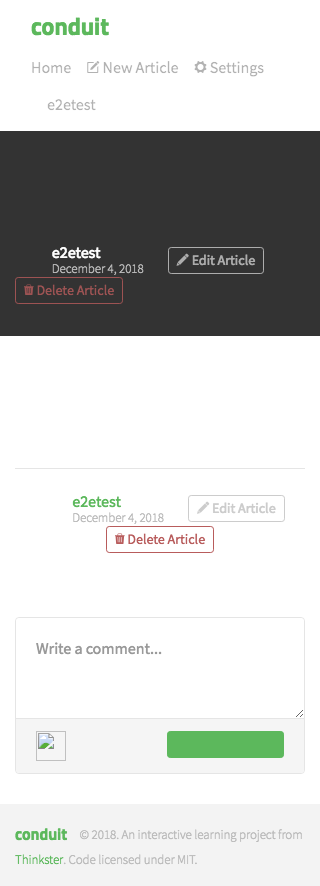 conduit
Home New Article Settings
e2etest
e2etest
December 4, 2018
Edit Article
Delete Article
e2etest
December 4, 2018
Edit Article
Delete Article
Write a comment...
conduit © 2018. An interactive learning project from
Thinkster. Code licensed under MIT.